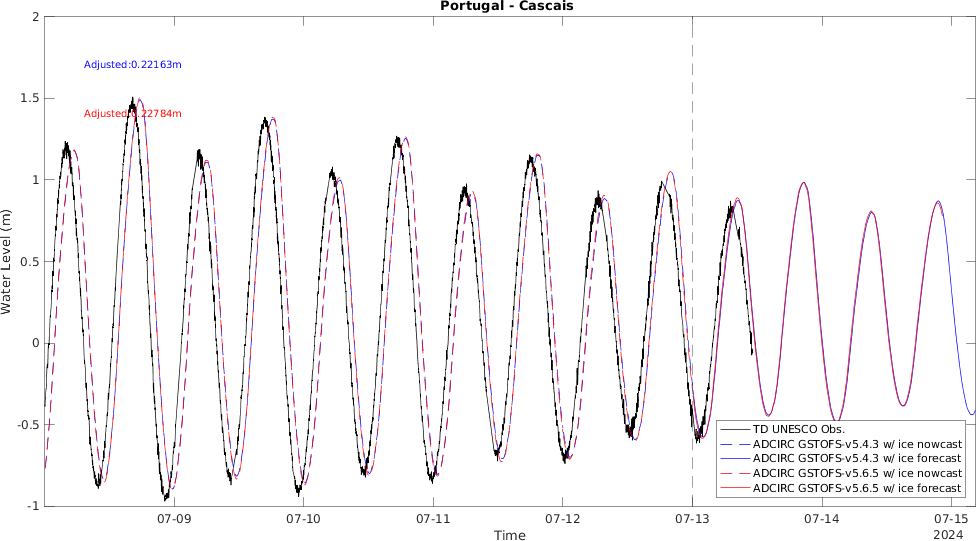 Portugal - Cascais
2
1.5
1
0.5
0
-0.5
-1
Water Level (m)
Adjusted:0.22163m
Adjusted:0.22784m
TD UNESCO Obs.
ADCIRC GSTOFS-v5.4.3 w/ ice nowcast
ADCIRC GSTOFS-v5.4.3 w/ ice forecast
ADCIRC GSTOFS-v5.6.5 w/ ice nowcast
ADCIRC GSTOFS-v5.6.5 w/ ice forecast
07-09 07-10 07-11 07-12 07-13 07-14 07-15
Time
2024